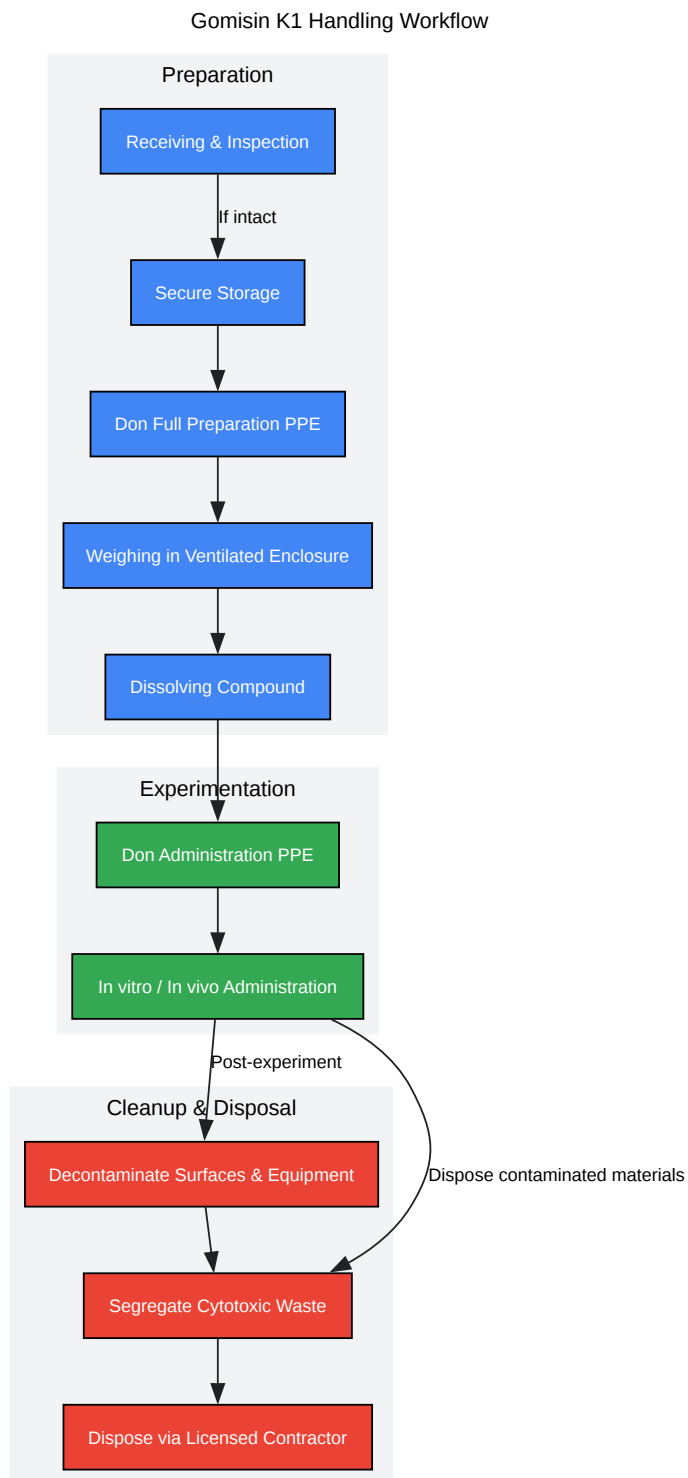 Gomisin K1 Handling Workflow
Preparation
Receiving & Inspection
If intact
Secure Storage
Don Full Preparation PPE
Weighing in Ventilated Enclosure
Dissolving Compound
Experimentation
Don Administration PPE
In vitro / In vivo Administration
Post-experiment
Cleanup & Disposal
Decontaminate Surfaces & Equipment
Dispose contaminated materials
Segregate Cytotoxic Waste
Dispose via Licensed Contractor